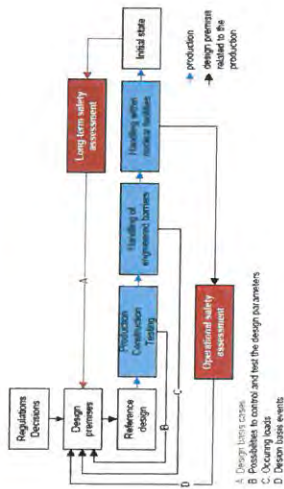 Regulations
Decisions
Design
premises
Reference
design
Production
Construction
Testing
Handling of
engineered barriers
Handling within
nuclear facilities
Initial state
Long-term safety
assessment
Operational safety
assessment
A
B
C
D
production
design premises
related to the
production
A Design basis cases
B Possibilities to control and test the design parameters
C. Occuring loads
D. Design basis events